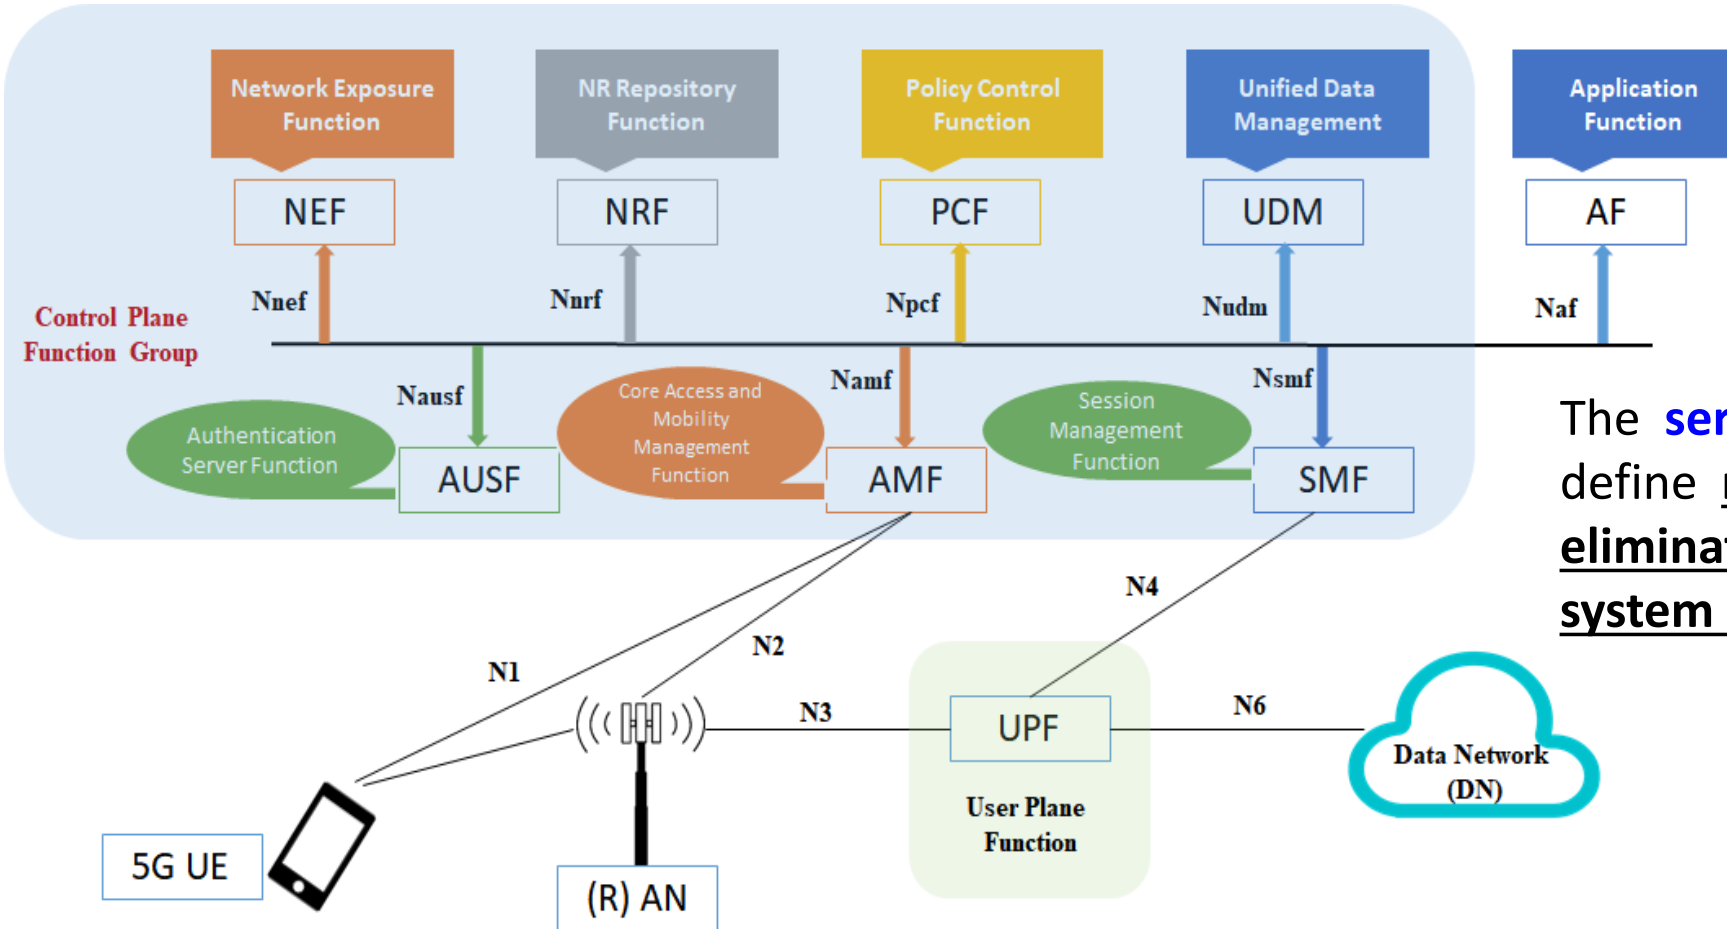 Network Exposure
Function
NR Repository
Function
Policy Control
Function
Unified Data
Management
Application
Function
NEF
NRF
PCF
UDM
AF
Nnef
Nnrf
Npcf
Nudm
Naf
Control Plane
Function Group
Nausf
Namf
Nsmf
Authentication
Server Function
Core Access and
Mobility
Management
Function
Session
Management
Function
AUSF
AMF
SMF
The
define
system
N1
N2
N4
N3
N6
UPF
User Plane
Function
Data Network
(DN)
5G UE
(R) AN